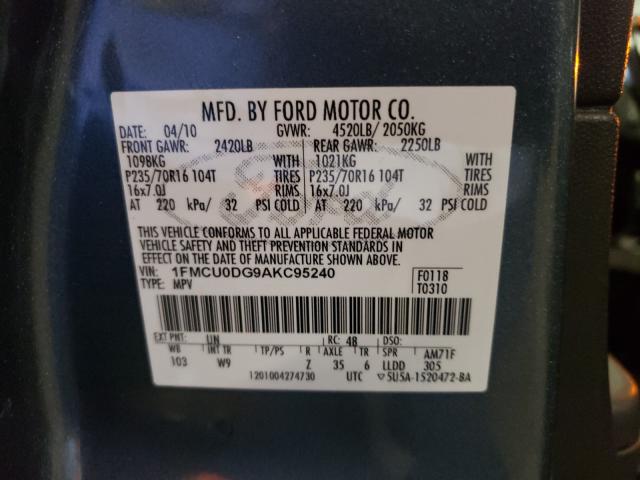 MFD. BY FORD MOTOR CO.
DATE: 04/10 GVWR: 4520LB/ 2050KG
FRONT GAWR: 2420LB REAR GAWR: 2250LB
1098KG WITH 1021KG WITH
P235/70R16 104T TIRES P235/70R16 104T TIRES
16x7.0J RIMS 16x7.0J RIMS
AT 220 kPa/ 32 PSI COLD AT 220 kPa/ 32 PSI COLD
Ford
THIS VEHICLE CONFORMS TO ALL APPLICABLE FEDERAL MOTOR
VEHICLE SAFETY AND THEFT PREVENTION STANDARDS IN
EFFECT ON THE DATE OF MANUFACTURE SHOWN ABOVE.
VIN: 1FMCU0DG9AKC95240 F0118
TYPE: MPV T0310
EXT PNT: UN RC: 48 DSO:
WB INT TR TP/PS R AXLE TR SPR AM71F
103 W9 Z 35 6 LLDD 305
1201004274730 UTC 5U5A-1520472-BA